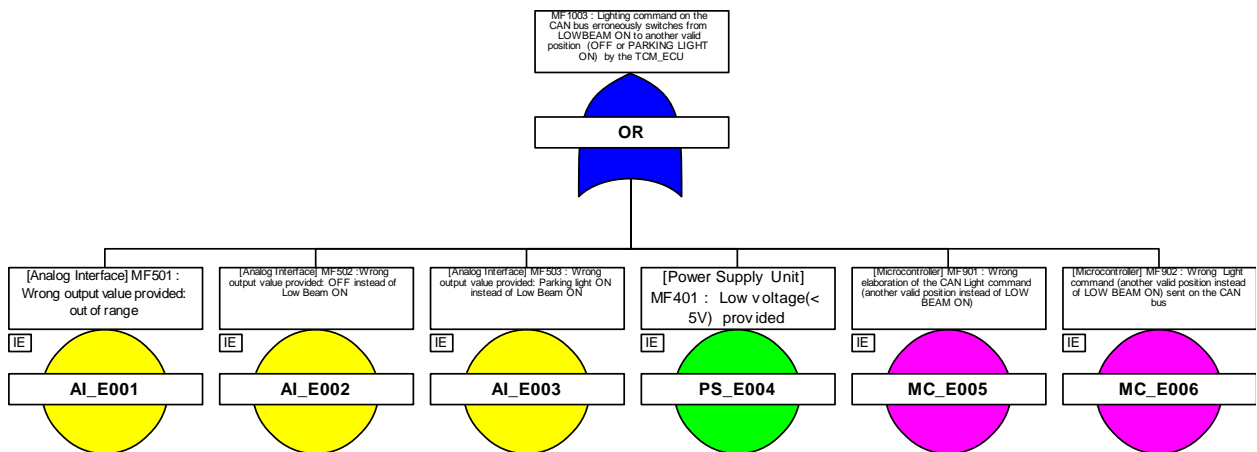 MF1003 : Lighting command on the
CAN bus erroneously switches from
LOWBEAM ON to another valid
position (OFF or PARKING LIGHT
ON) by the TCM_ECU
OR
[Analog Interface] MF501 :
Wrong output value provided:
out of range
[Analog Interface] MF502 :Wrong
output value provided: OFF instead of
Low Beam ON
[Analog Interface] MF503 : Wrong
output value provided: Parking light ON
instead of Low Beam ON
[Power Supply Unit]
MF401 : Low voltage(<
5V) provided
[Microcontroller] MF901 : Wrong
elaboration of the CAN Light command
(another valid position instead of LOW
BEAM ON)
[Microcontroller] MF902 : Wrong Light
command (another valid position instead
of LOW BEAM ON) sent on the CAN
bus
IE
IE
IE
IE
IE
IE
AI_E001
AI_E002
AI_E003
PS_E004
MC_E005
MC_E006